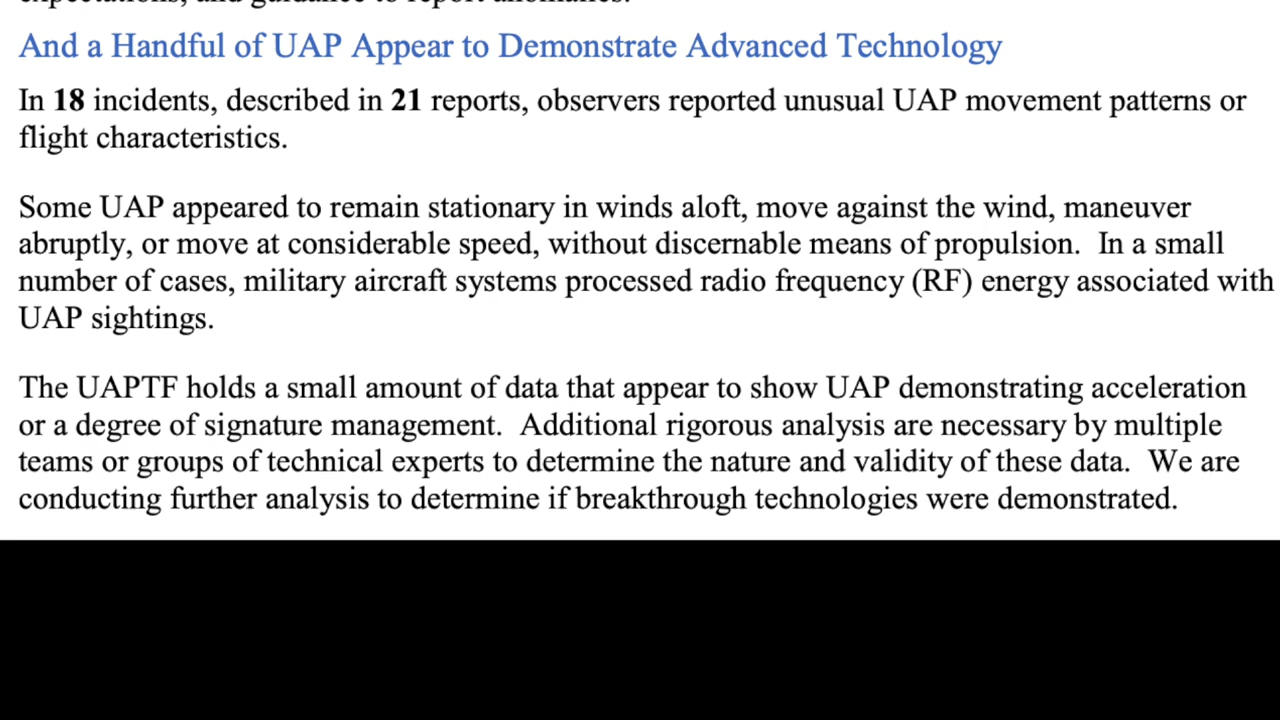 expectations, and guidance to report anomalies.
And a Handful of UAP Appear to Demonstrate Advanced Technology
In 18 incidents, described in 21 reports, observers reported unusual UAP movement patterns or
flight characteristics.
Some UAP appeared to remain stationary in winds aloft, move against the wind, maneuver
abruptly, or move at considerable speed, without discernable means of propulsion.  In a small
number of cases, military aircraft systems processed radio frequency (RF) energy associated with
UAP sightings.
The UAPTF holds a small amount of data that appear to show UAP demonstrating acceleration
or a degree of signature management.  Additional rigorous analysis are necessary by multiple
teams or groups of technical experts to determine the nature and validity of these data.  We are
conducting further analysis to determine if breakthrough technologies were demonstrated.